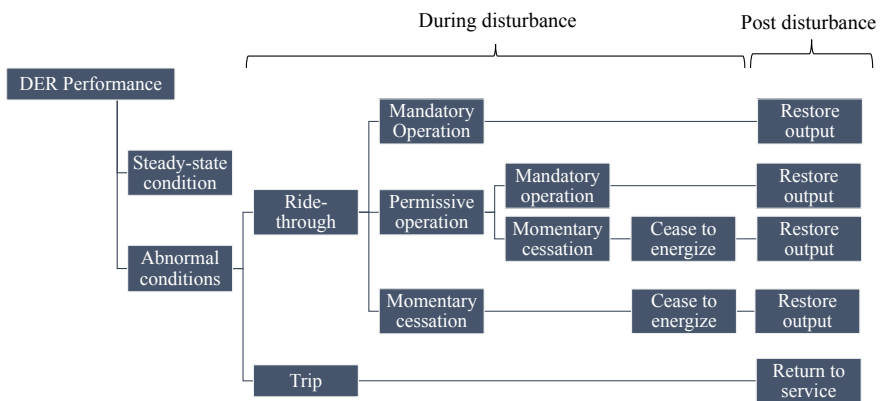 During disturbance
Post disturbance
DER Performance
Mandatory
Operation
Restore
output
Steady-state
condition
Ride-
through
Permissive
operation
Mandatory
operation
Restore
output
Momentary
cessation
Cease to
energize
Restore
output
Abnormal
conditions
Momentary
cessation
Cease to
energize
Restore
output
Trip
Return to
service